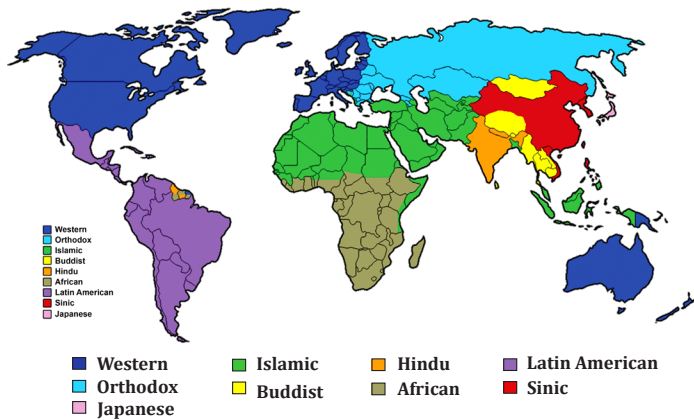 Western
Orthodox
Islamic
Buddist
Hindu
African
Latin American
Sinic
Japanese
Western Islamic Hindu Latin American
Orthodox Buddist African Sinic
Japanese